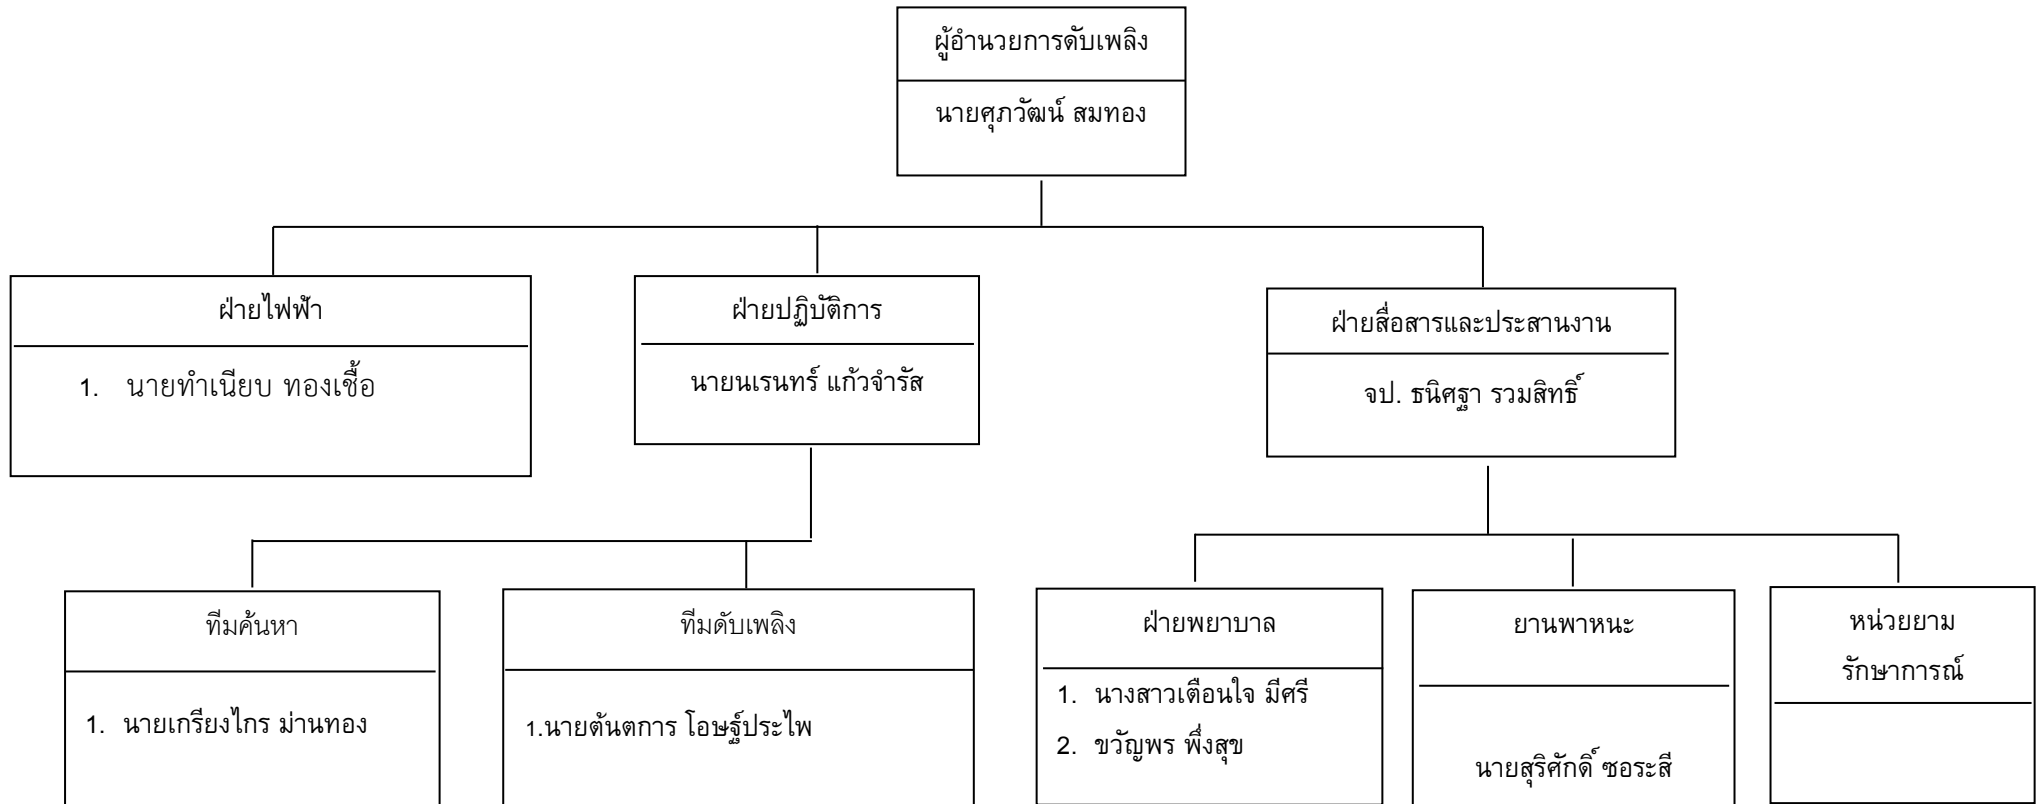 ผู้อำนวยการดับเพลิง
นายศุภวัฒน์ สมทอง
ฝ่ายไฟฟ้า
1. นายทำเนียบ ทองเชื้อ
ฝ่ายปฏิบัติการ
นายนเรนทร์ แก้วจำรัส
ฝ่ายสื่อสารและประสานงาน
จป. ธนิศฐา รวมสิทธิ์
ทีมค้นหา
1. นายเกรียงไกร ม่านทอง
ทีมดับเพลิง
1.นายต้นตการ โอษฐ์ประไพ
ฝ่ายพยาบาล
1. นางสาวเตือนใจ มีศรี
2. ขวัญพร พึ่งสุข
ยานพาหนะ
นายสุริศักดิ์ ซอระสี
หน่วยยาม
รักษาการณ์